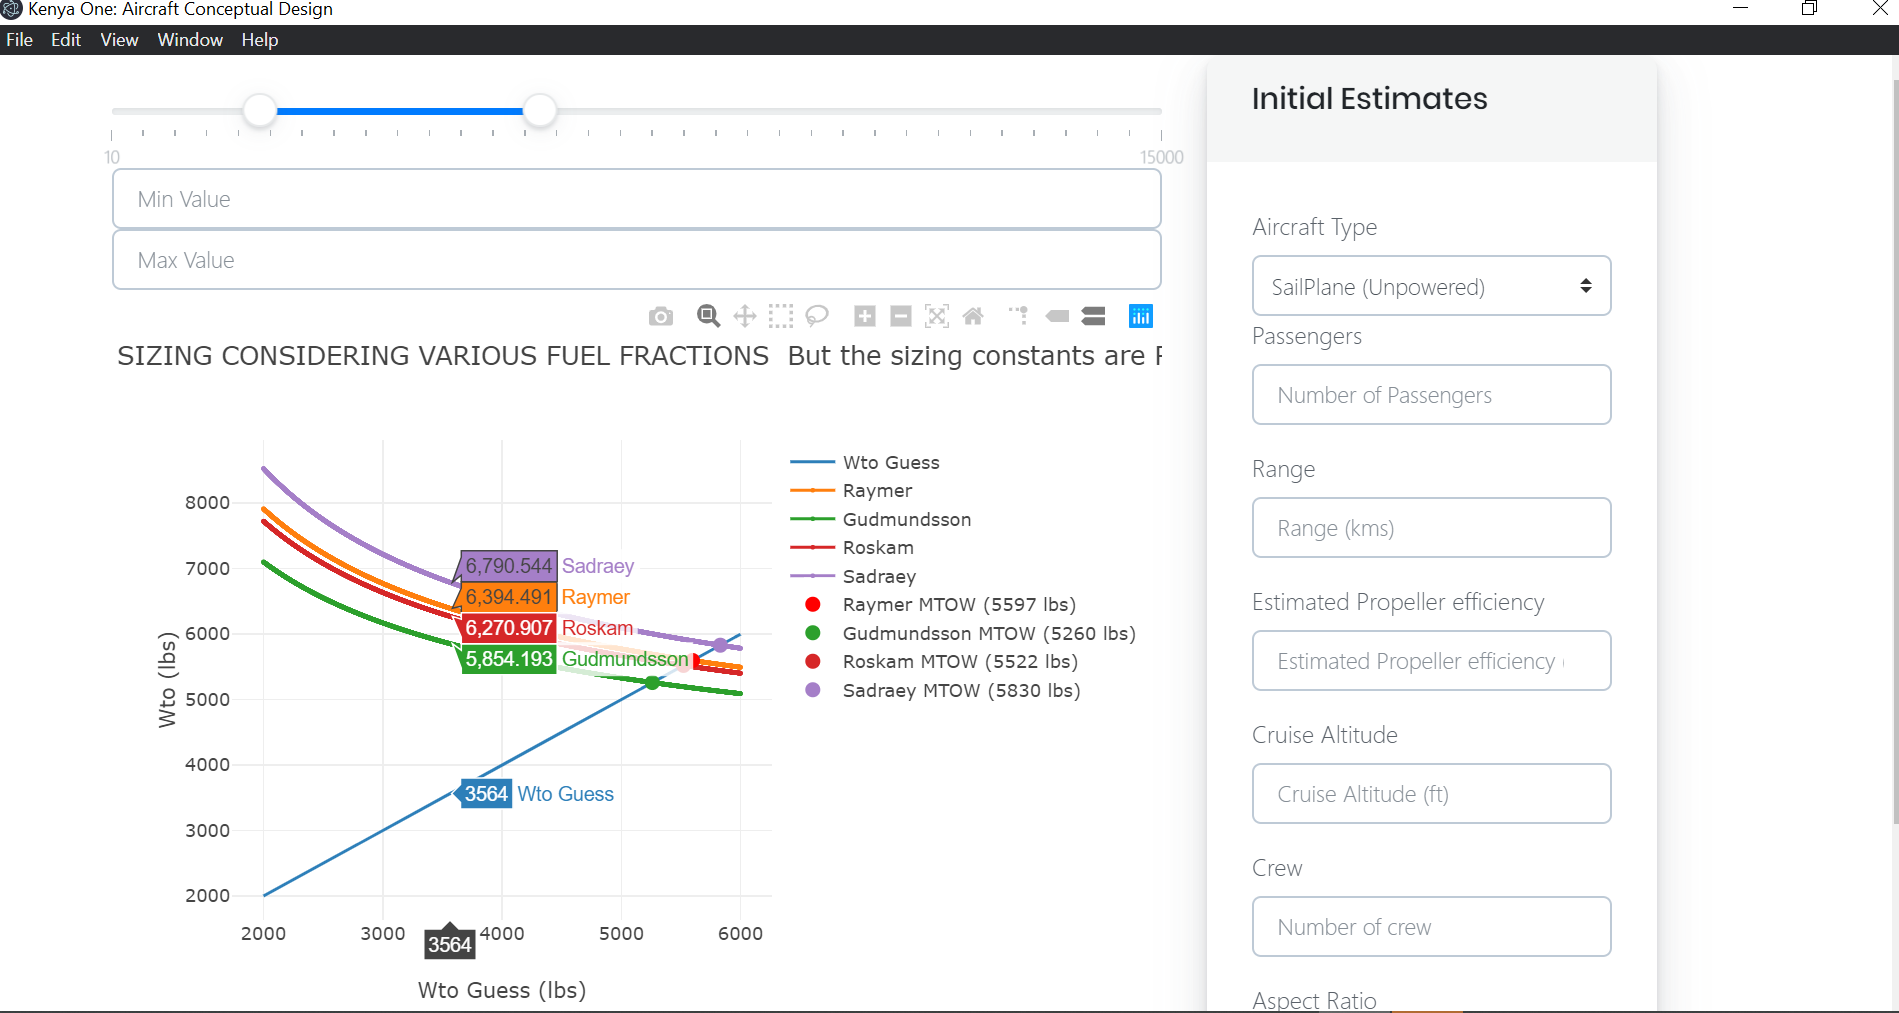 Kenya One: Aircraft Conceptual Design
File Edit View Window Help
10 15000
Min Value
Max Value
SIZING CONSIDERING VARIOUS FUEL FRACTIONS But the sizing constants are
8000
7000
6000
5000
4000
3000
2000
Wto (lbs)
6,790.544 Sadraey
6,394.491 Raymer
6,270.907 Roskam
5,854.193 Gudmundsson
3564 Wto Guess
2000 3000 4000 5000 6000
3564
Wto Guess (lbs)
Wto Guess
Raymer
Gudmundsson
Roskam
Sadraey
Raymer MTOW (5597 lbs)
Gudmundsson MTOW (5260 lbs)
Roskam MTOW (5522 lbs)
Sadraey MTOW (5830 lbs)
Initial Estimates
Aircraft Type
SailPlane (Unpowered)
Passengers
Number of Passengers
Range
Range (kms)
Estimated Propeller efficiency
Estimated Propeller efficiency
Cruise Altitude
Cruise Altitude (ft)
Crew
Number of crew
Aspect Ratio